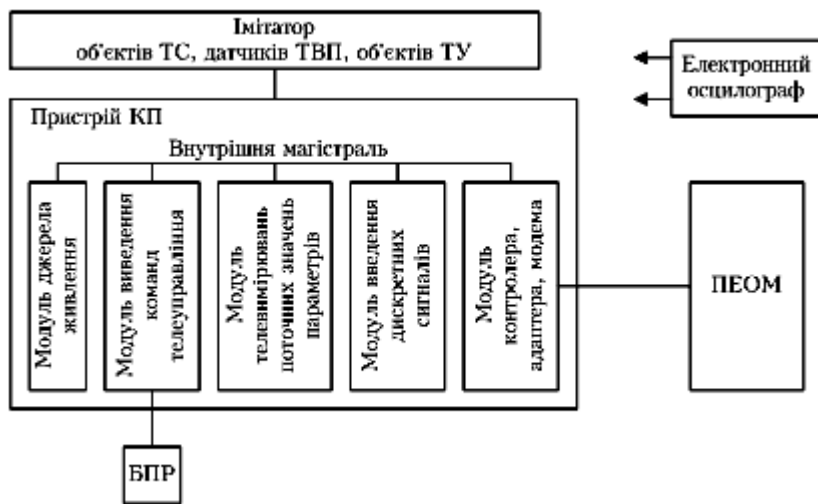 Імітатор
об'єктів ТС, датчиків ТВП, об'єктів ТУ
Електронний
осцилограф
Пристрій КП
Внутрішня магістраль
Модуль джерела
живлення
Модуль виведення
команд
телеуправління
Модуль
телевимірювань
поточних значень
параметрів
Модуль введення
дискретних
сигналів
Модуль
контролера,
адаптера, модема
ПЕОМ
БПР